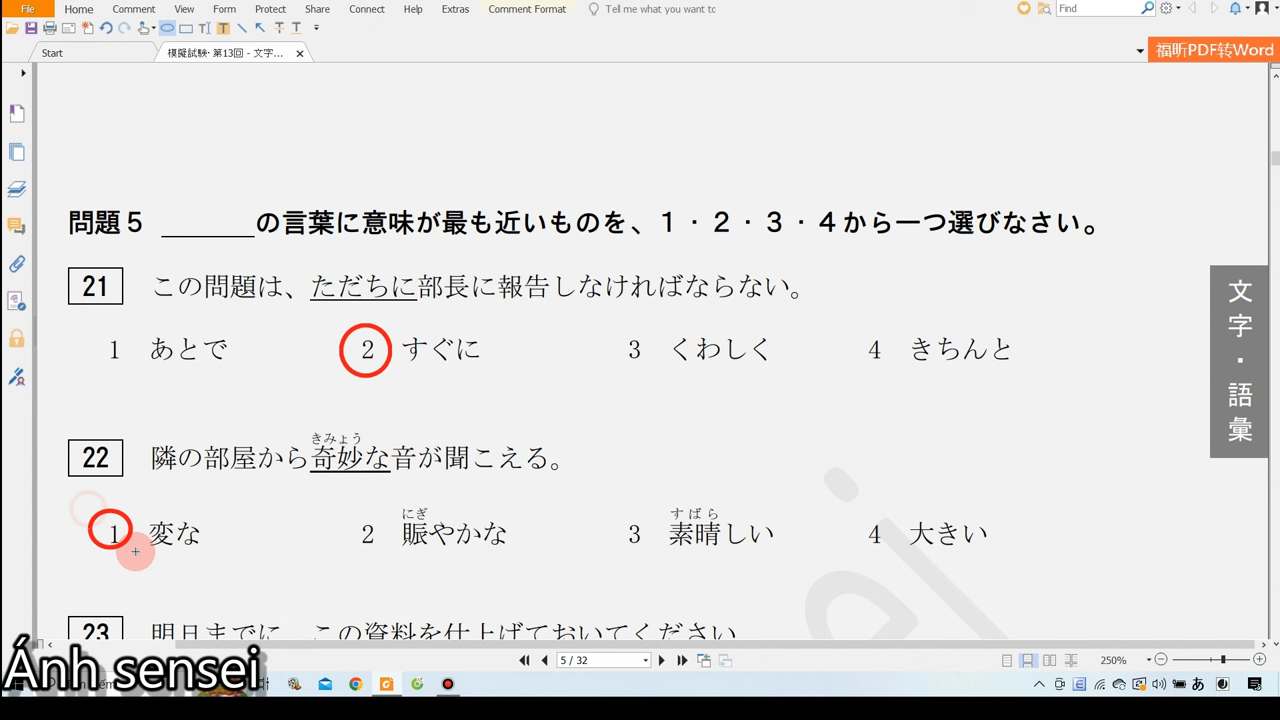 File Home Comment View Form Protect Share Connect Help Extras Comment Format Tell me what you want to Find
Start 模擬試験· 第13回 - 文字... 福昕PDF转Word
問題５ ＿＿＿の言葉に意味が最も近いものを、１・２・３・４から一つ選びなさい。
21 この問題は、ただちに部長に報告しなければならない。
1 あとで 2 すぐに 3 くわしく 4 きちんと
きみょう
22 隣の部屋から奇妙な音が聞こえる。
にぎ すばら
1 変な 2 賑やかな 3 素晴しい 4 大きい
23 明日までに、この資料を仕上げておいてください
文字・語彙
Ánh sensei
5 / 32 250%
あ